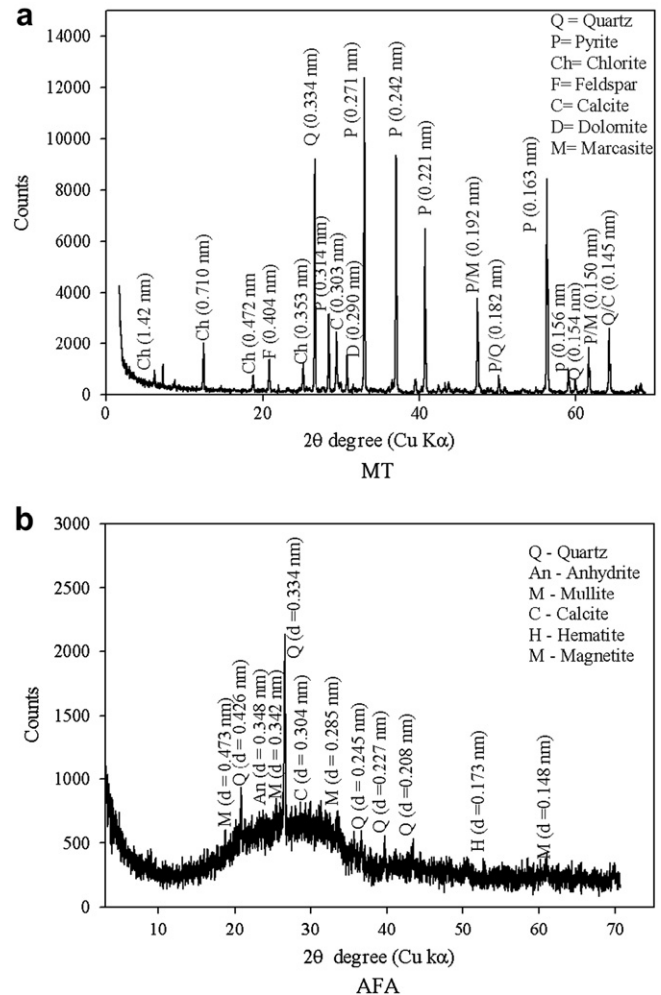 a
Q = Quartz
P= Pyrite
Ch= Chlorite
F= Feldspar
C= Calcite
D= Dolomite
M= Marcasite
14000
12000
10000
8000
6000
4000
2000
0
Counts
Ch (1.42 nm)
Ch (0.710 nm)
Ch (0.472 nm)
F (0.404 nm)
Ch (0.353 nm)
Q (0.334 nm)
P (0.314 nm)
C (0.303 nm)
D (0.290 nm)
P (0.271 nm)
P (0.242 nm)
P (0.221 nm)
P/M (0.192 nm)
P/Q (0.182 nm)
P (0.163 nm)
P (0.156 nm)
Q (0.154 nm)
P/M (0.150 nm)
Q/C (0.145 nm)
0 20 40 60
2θ degree (Cu Kα)
MT
b
Q - Quartz
An - Anhydrite
M - Mullite
C - Calcite
H - Hematite
M - Magnetite
3000
2500
2000
1500
1000
500
0
Counts
M (d = 0.473 nm)
Q (d = 0.426 nm)
An (d = 0.348 nm)
M (d = 0.342 nm)
Q (d =0.334 nm)
C (d = 0.304 nm)
M (d = 0.285 nm)
Q (d =0.245 nm)
Q (d =0.227 nm)
Q (d =0.208 nm)
H (d =0.173 nm)
M (d =0.148 nm)
10 20 30 40 50 60 70
2θ degree (Cu kα)
AFA